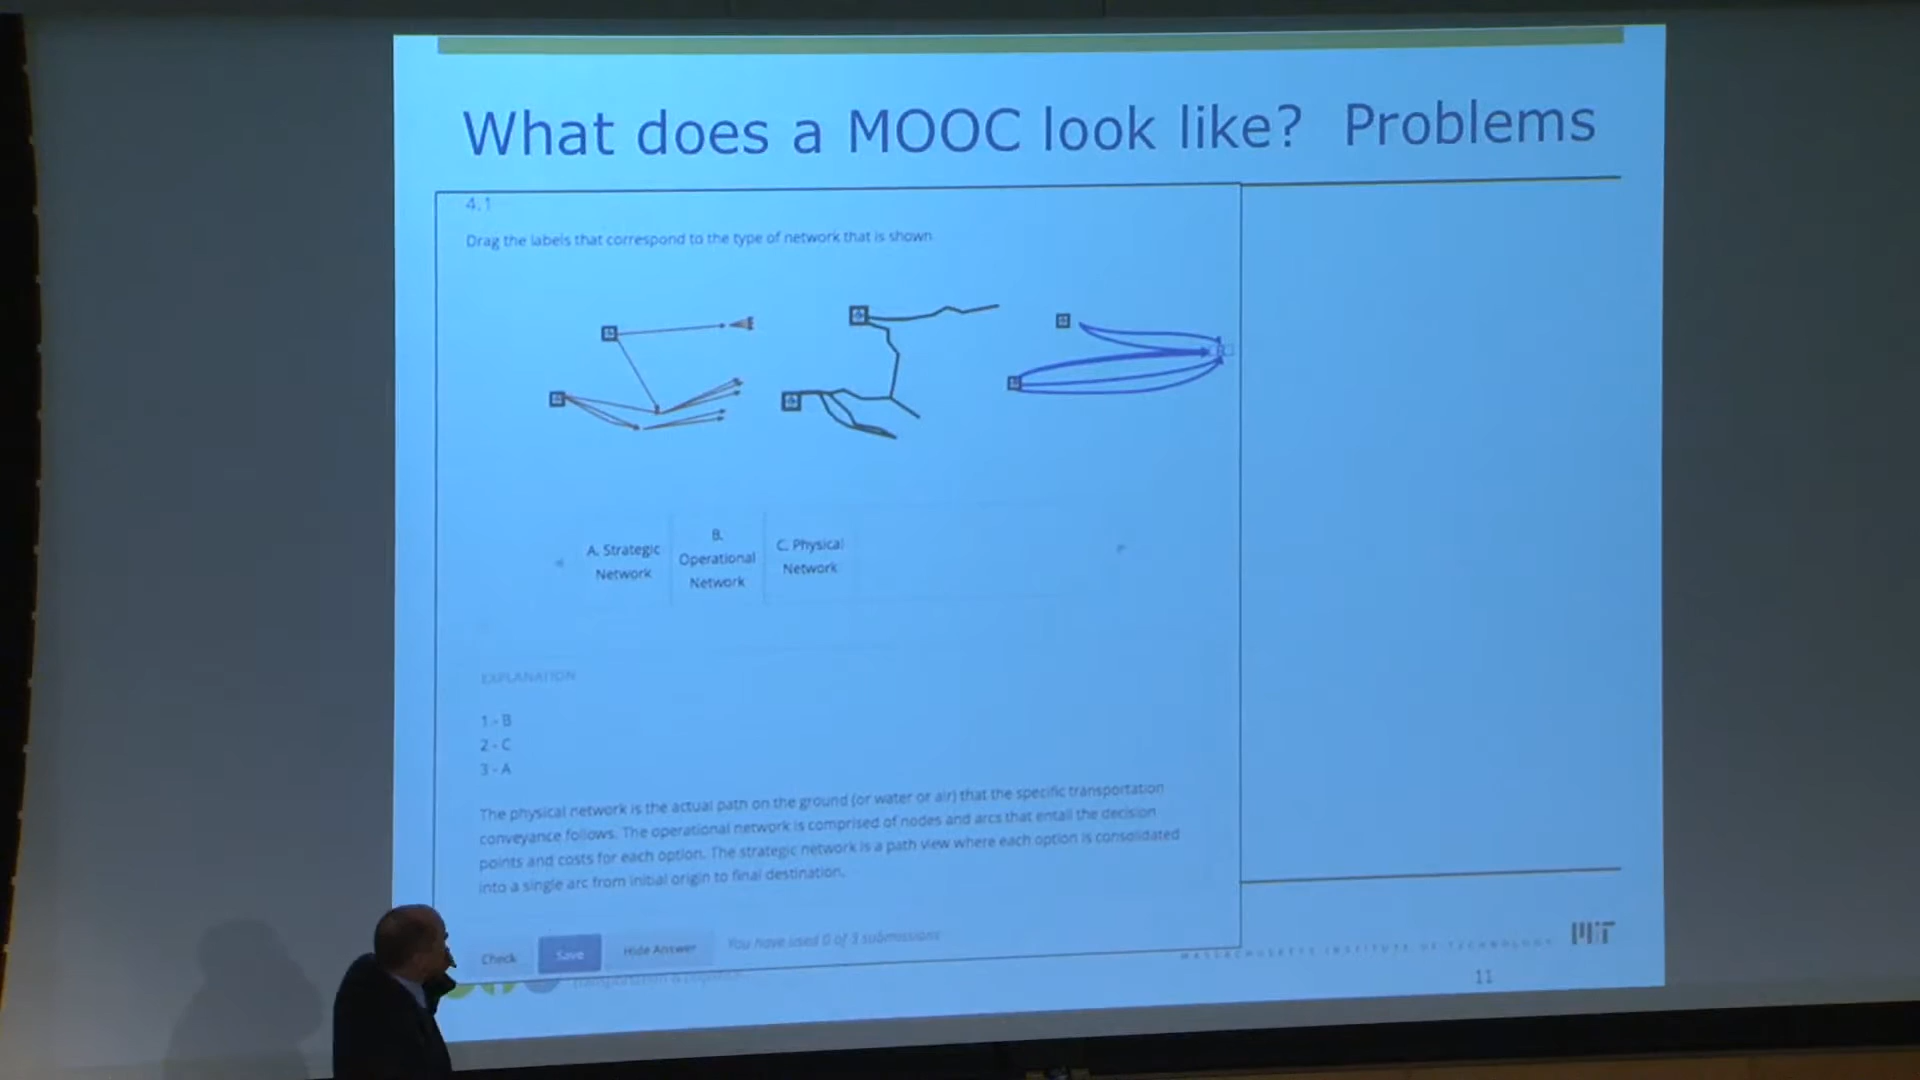 What does a MOOC look like? Problems
4.1
Drag the labels that correspond to the type of network that is shown
A. Strategic
Network
B.
Operational
Network
C. Physical
Network
EXPLANATION
1 - B
2 - C
3 - A
The physical network is the actual path on the ground (or water or air) that the specific transportation
conveyance follows. The operational network is comprised of nodes and arcs that entail the decision
points and costs for each option. The strategic network is a path view where each option is consolidated
into a single arc from initial origin to final destination.
Check
Save
Hide Answer
You have used 0 of 3 submissions
MASSACHUSETTS INSTITUTE OF TECHNOLOGY
MIT
11